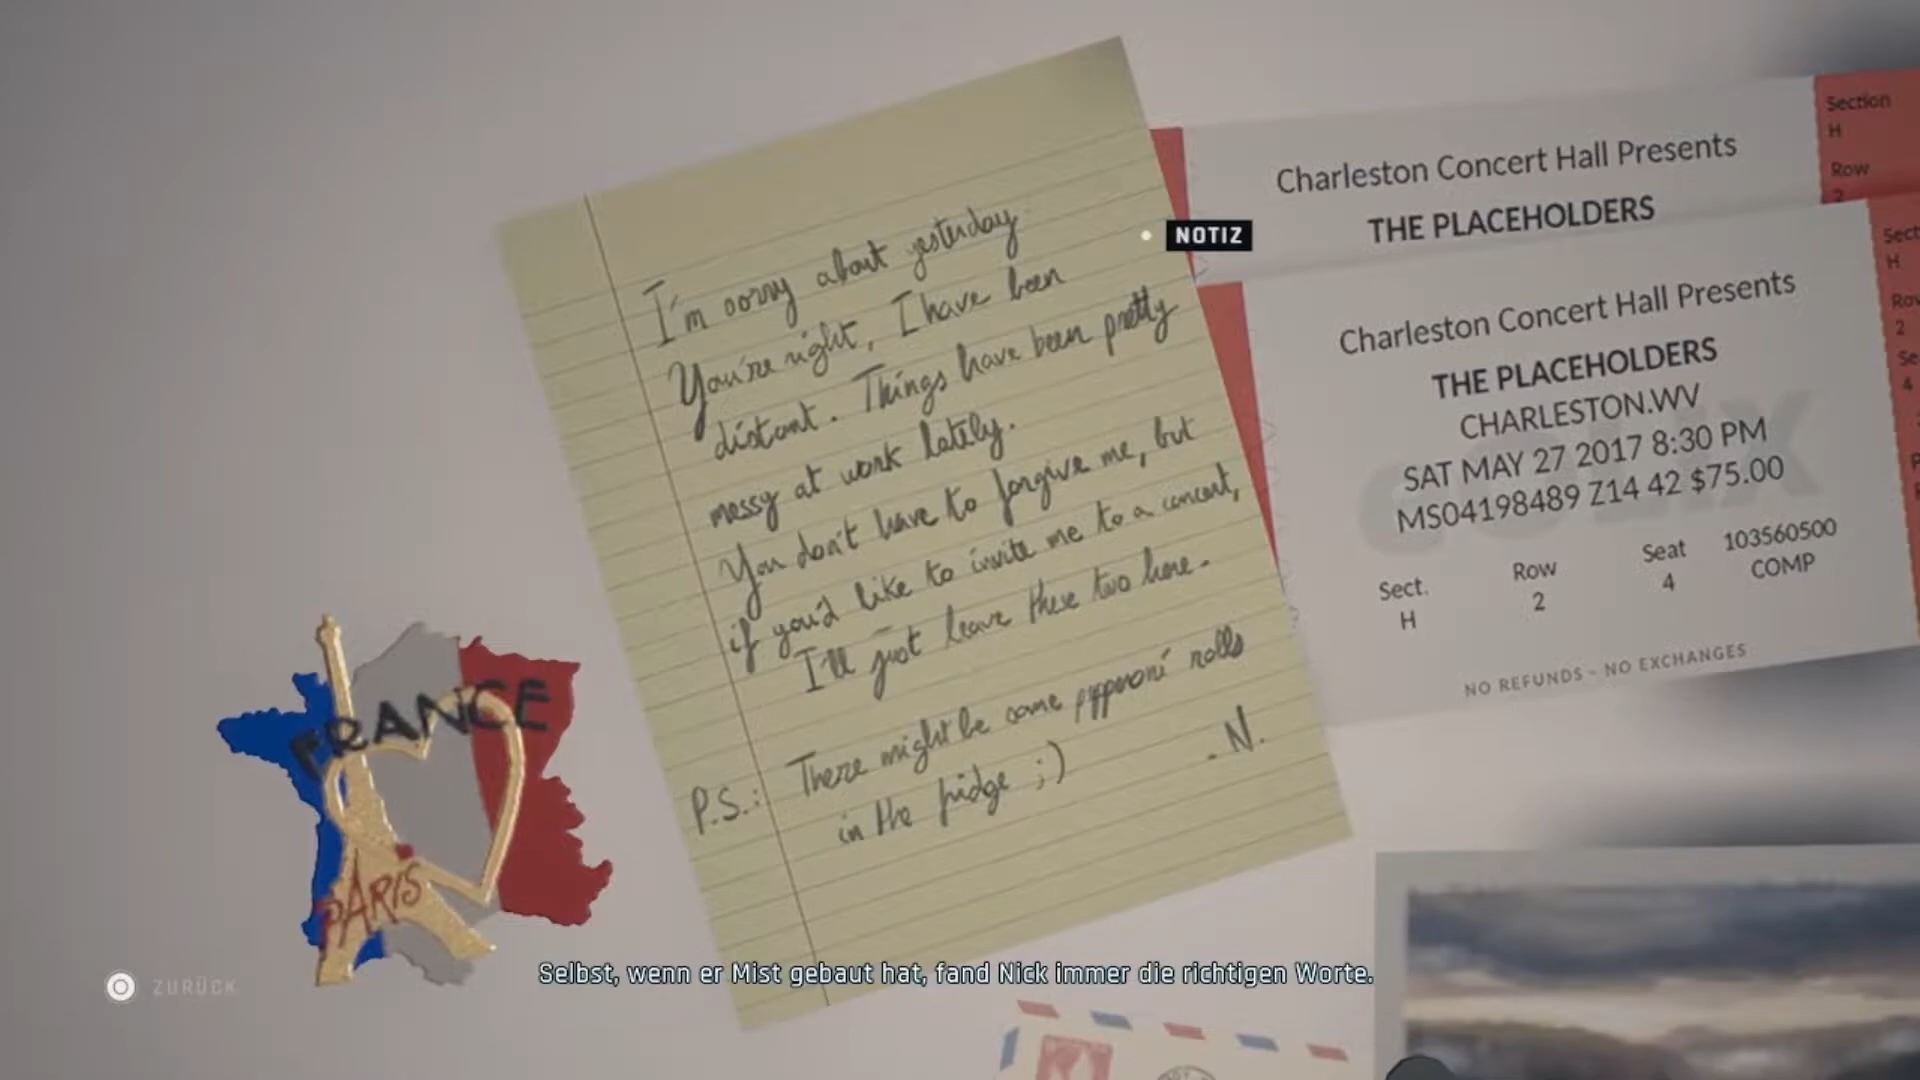 I'm sorry about yesterday
You're right, I have been
distant. Things have been pretty
messy at work lately.
You don't have to forgive me, but
if you'd like to invite me to a concert,
I'll just leave these two here.
P.S.: There might be some pepperoni rolls
in the fridge ;)
- N.
NOTIZ
Charleston Concert Hall Presents
THE PLACEHOLDERS
Section
H
Row
2
Charleston Concert Hall Presents
THE PLACEHOLDERS
CHARLESTON.WV
SAT MAY 27 2017 8:30 PM
MS04198489 Z14 42 $75.00
Sect.
H
Row
2
Seat
4
103560500
COMP
NO REFUNDS - NO EXCHANGES
H
2
4
FRANCE
PARIS
Selbst, wenn er Mist gebaut hat, fand Nick immer die richtigen Worte.
ZURÜCK